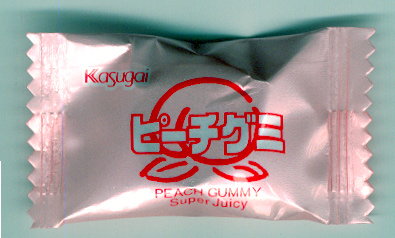 Kasugai
ピーチグミ
PEACH GUMMY
Super Juicy